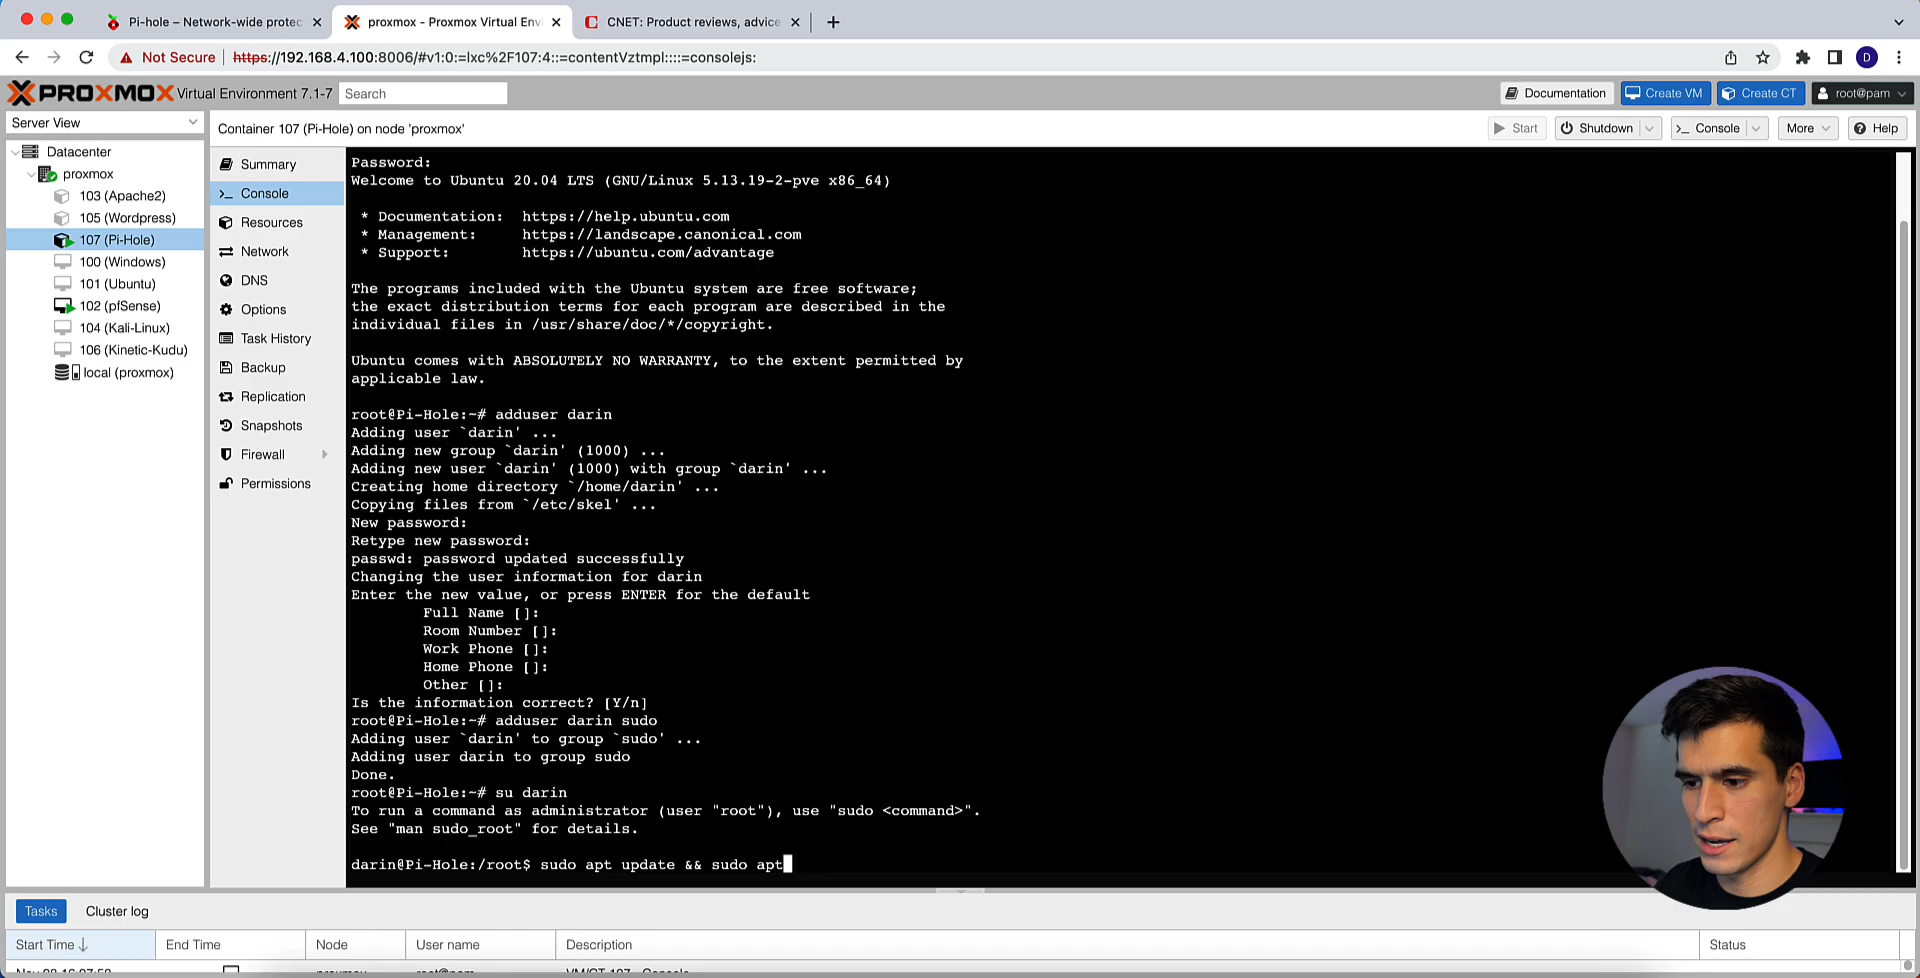 Pi-hole – Network-wide protec
proxmox - Proxmox Virtual Envi
CNET: Product reviews, advice
Not Secure
https://192.168.4.100:8006/#v1:0:=lxc%2F107:4::=contentVztmpl::::=consolejs:
D
PROXMOX Virtual Environment 7.1-7
Search
Documentation
Create VM
Create CT
root@pam
Server View
Container 107 (Pi-Hole) on node 'proxmox'
Start
Shutdown
Console
More
Help
Datacenter
proxmox
103 (Apache2)
105 (Wordpress)
107 (Pi-Hole)
100 (Windows)
101 (Ubuntu)
102 (pfSense)
104 (Kali-Linux)
106 (Kinetic-Kudu)
local (proxmox)
Summary
Console
Resources
Network
DNS
Options
Task History
Backup
Replication
Snapshots
Firewall
Permissions
Password:
Welcome to Ubuntu 20.04 LTS (GNU/Linux 5.13.19-2-pve x86_64)
* Documentation: https://help.ubuntu.com
* Management: https://landscape.canonical.com
* Support: https://ubuntu.com/advantage
The programs included with the Ubuntu system are free software;
the exact distribution terms for each program are described in the
individual files in /usr/share/doc/*/copyright.
Ubuntu comes with ABSOLUTELY NO WARRANTY, to the extent permitted by
applicable law.
root@Pi-Hole:~# adduser darin
Adding user `darin' ...
Adding new group `darin' (1000) ...
Adding new user `darin' (1000) with group `darin' ...
Creating home directory `/home/darin' ...
Copying files from `/etc/skel' ...
New password:
Retype new password:
passwd: password updated successfully
Changing the user information for darin
Enter the new value, or press ENTER for the default
Full Name []:
Room Number []:
Work Phone []:
Home Phone []:
Other []:
Is the information correct? [Y/n]
root@Pi-Hole:~# adduser darin sudo
Adding user `darin' to group `sudo' ...
Adding user darin to group sudo
Done.
root@Pi-Hole:~# su darin
To run a command as administrator (user "root"), use "sudo <command>".
See "man sudo_root" for details.
darin@Pi-Hole:/root$ sudo apt update && sudo apt
Tasks
Cluster log
Start Time
End Time
Node
User name
Description
Status
proxmox
root@pam
VM/CT 107 - Console